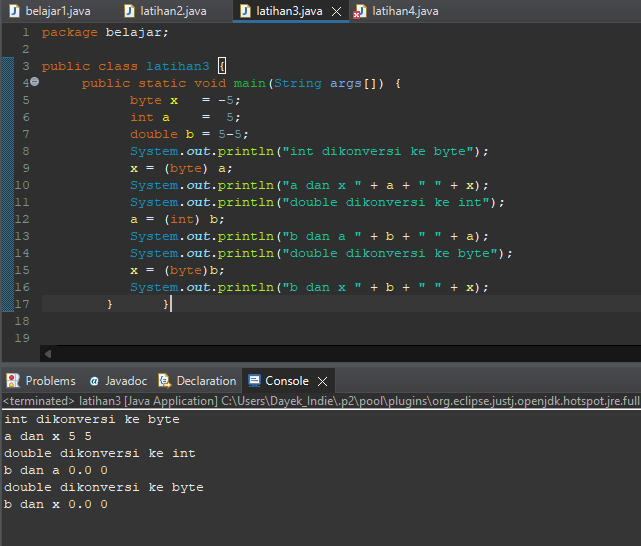 belajar1.java latihan2.java latihan3.java latihan4.java
1 package belajar;
2
3 public class latihan3 {
4 public static void main(String args[]) {
5 byte x = -5;
6 int a = 5;
7 double b = 5-5;
8 System.out.println("int dikonversi ke byte");
9 x = (byte) a;
10 System.out.println("a dan x " + a + " " + x);
11 System.out.println("double dikonversi ke int");
12 a = (int) b;
13 System.out.println("b dan a " + b + " " + a);
14 System.out.println("double dikonversi ke byte");
15 x = (byte)b;
16 System.out.println("b dan x " + b + " " + x);
17 } }
18
19
Problems @ Javadoc Declaration Console
<terminated> latihan3 [Java Application] C:\Users\Dayek_Indie\.p2\pool\plugins\org.eclipse.justj.openjdk.hotspot.jre.full
int dikonversi ke byte
a dan x 5 5
double dikonversi ke int
b dan a 0.0 0
double dikonversi ke byte
b dan x 0.0 0